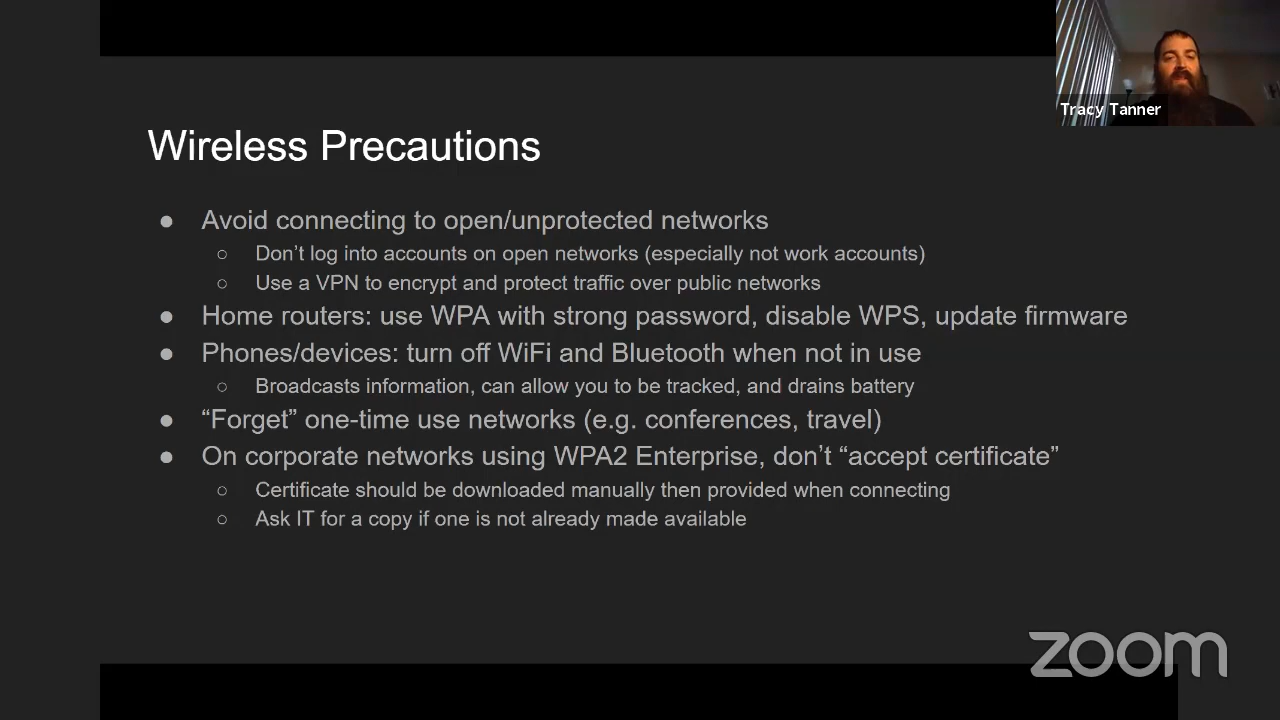 Tracy Tanner
Wireless Precautions
● Avoid connecting to open/unprotected networks
○ Don’t log into accounts on open networks (especially not work accounts)
○ Use a VPN to encrypt and protect traffic over public networks
● Home routers: use WPA with strong password, disable WPS, update firmware
● Phones/devices: turn off WiFi and Bluetooth when not in use
○ Broadcasts information, can allow you to be tracked, and drains battery
● “Forget” one-time use networks (e.g. conferences, travel)
● On corporate networks using WPA2 Enterprise, don’t “accept certificate”
○ Certificate should be downloaded manually then provided when connecting
○ Ask IT for a copy if one is not already made available
zoom